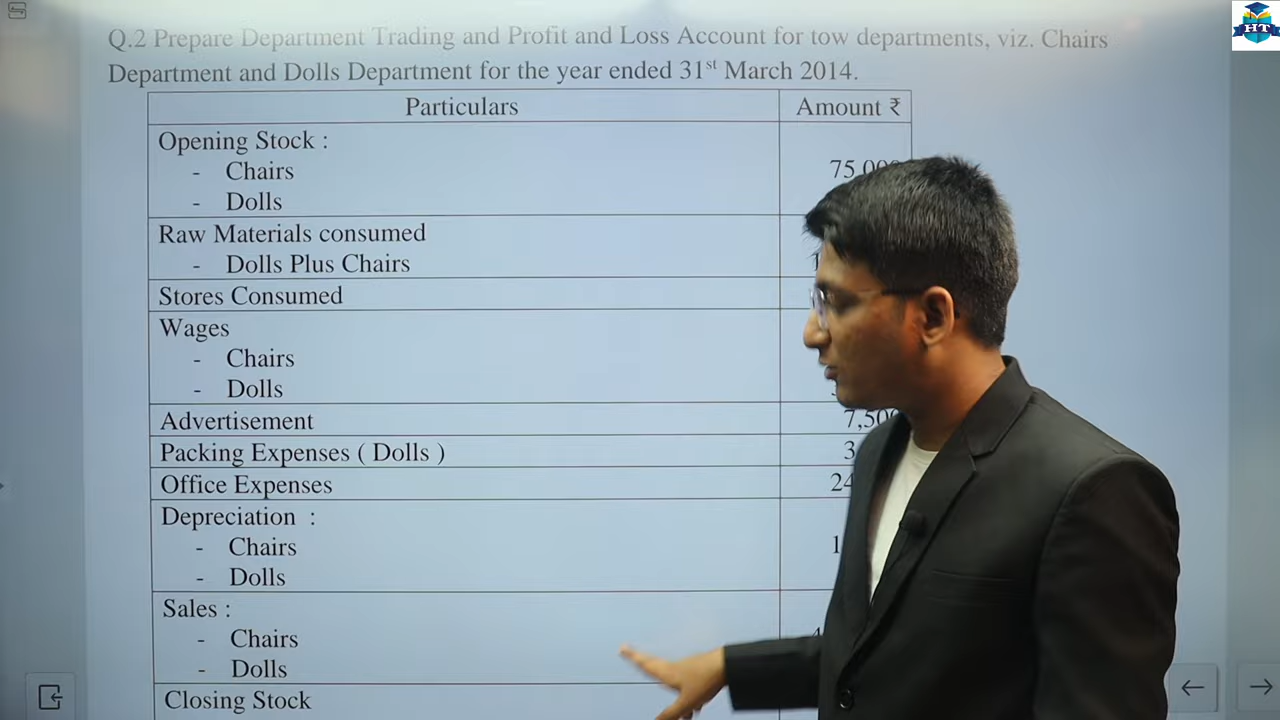 Q.2 Prepare Department Trading and Profit and Loss Account for tow departments, viz. Chairs
Department and Dolls Department for the year ended 31st March 2014.
Particulars Amount ₹
Opening Stock :
- Chairs
- Dolls
Raw Materials consumed
- Dolls Plus Chairs
Stores Consumed
Wages
- Chairs
- Dolls
Advertisement
Packing Expenses ( Dolls )
Office Expenses
Depreciation :
- Chairs
- Dolls
Sales :
- Chairs
- Dolls
Closing Stock
HT